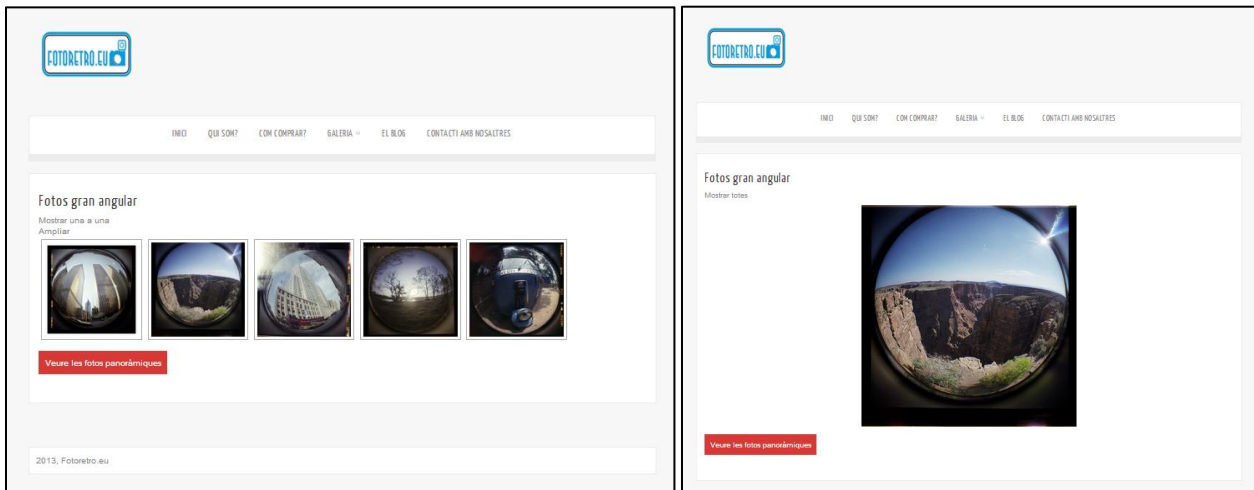 FOTORETRO.EU
INICI QUI SOM? COM COMPRAR? GALERIA EL BLOG CONTACTI AMB NOSALTRES
Fotos gran angular
Mostrar una a una
Ampliar
Veure les fotos panoràmiques
2013, Fotoretro.eu
FOTORETRO.EU
INICI QUI SOM? COM COMPRAR? GALERIA EL BLOG CONTACTI AMB NOSALTRES
Fotos gran angular
Mostrar totes
Veure les fotos panoràmiques